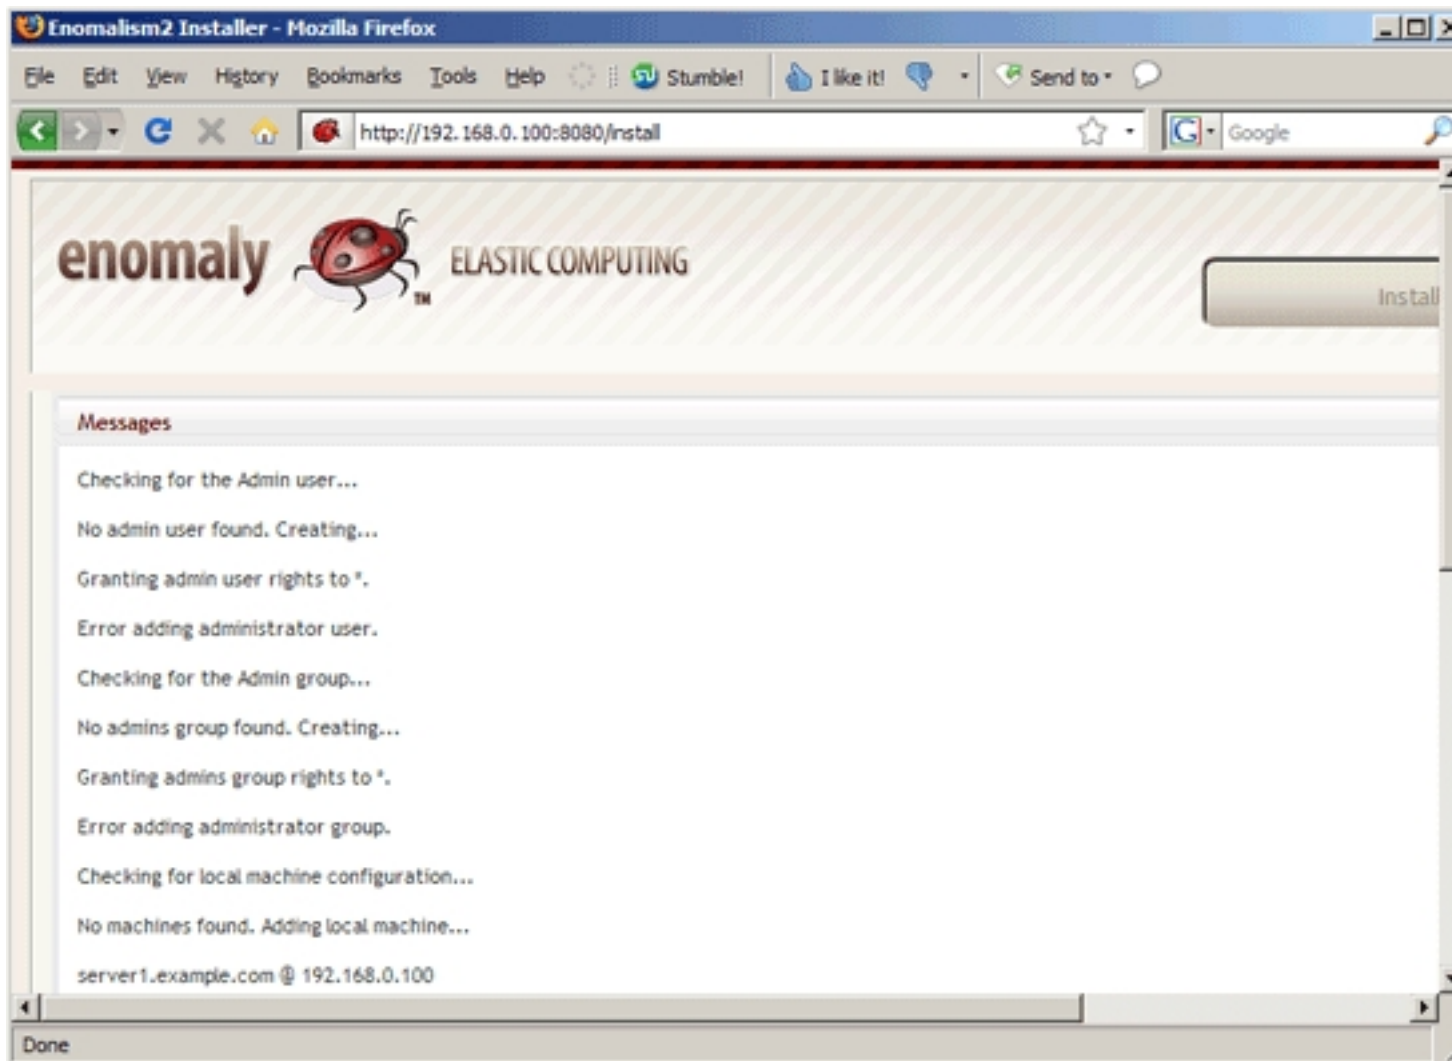 Enomalism2 Installer - Mozilla Firefox
File Edit View History Bookmarks Tools Help Stumble! I like it! Send to
http://192.168.0.100:8080/install Google
enomaly TM ELASTIC COMPUTING
Install
Messages
Checking for the Admin user...
No admin user found. Creating...
Granting admin user rights to *.
Error adding administrator user.
Checking for the Admin group...
No admins group found. Creating...
Granting admins group rights to *.
Error adding administrator group.
Checking for local machine configuration...
No machines found. Adding local machine...
server1.example.com @ 192.168.0.100
Done